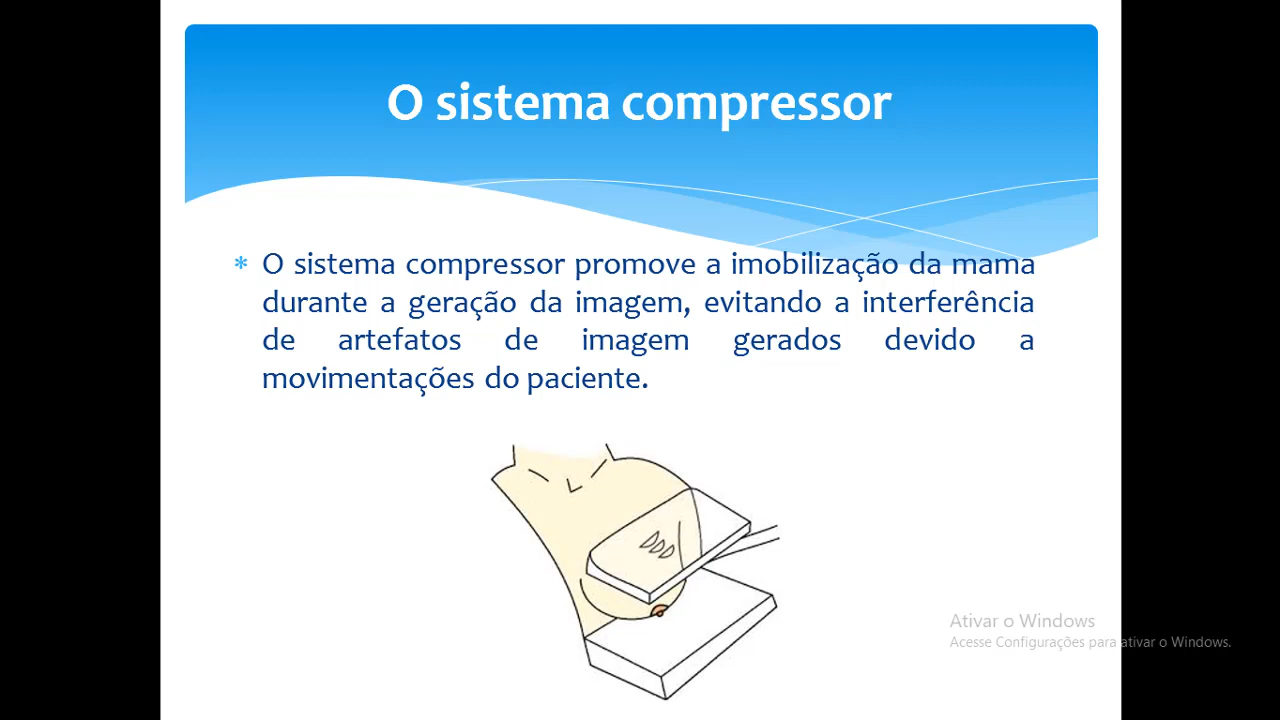 O sistema compressor
* O sistema compressor promove a imobilização da mama
durante a geração da imagem, evitando a interferência
de artefatos de imagem gerados devido a
movimentações do paciente.
Ativar o Windows
Acesse Configurações para ativar o Windows.